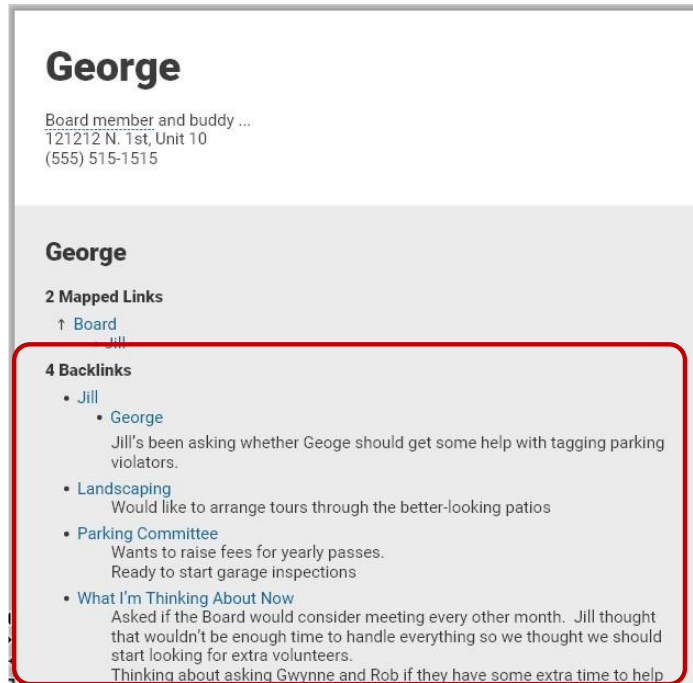 George
Board member and buddy ...
121212 N. 1st, Unit 10
(555) 515-1515
George
2 Mapped Links
↑ Board
• Jill
4 Backlinks
• Jill
• George
Jill's been asking whether Geoge should get some help with tagging parking
violators.
• Landscaping
Would like to arrange tours through the better-looking patios
• Parking Committee
Wants to raise fees for yearly passes.
Ready to start garage inspections
• What I'm Thinking About Now
Asked if the Board would consider meeting every other month.  Jill thought
that wouldn't be enough time to handle everything so we thought we should
start looking for extra volunteers.
Thinking about asking Gwynne and Rob if they have some extra time to help